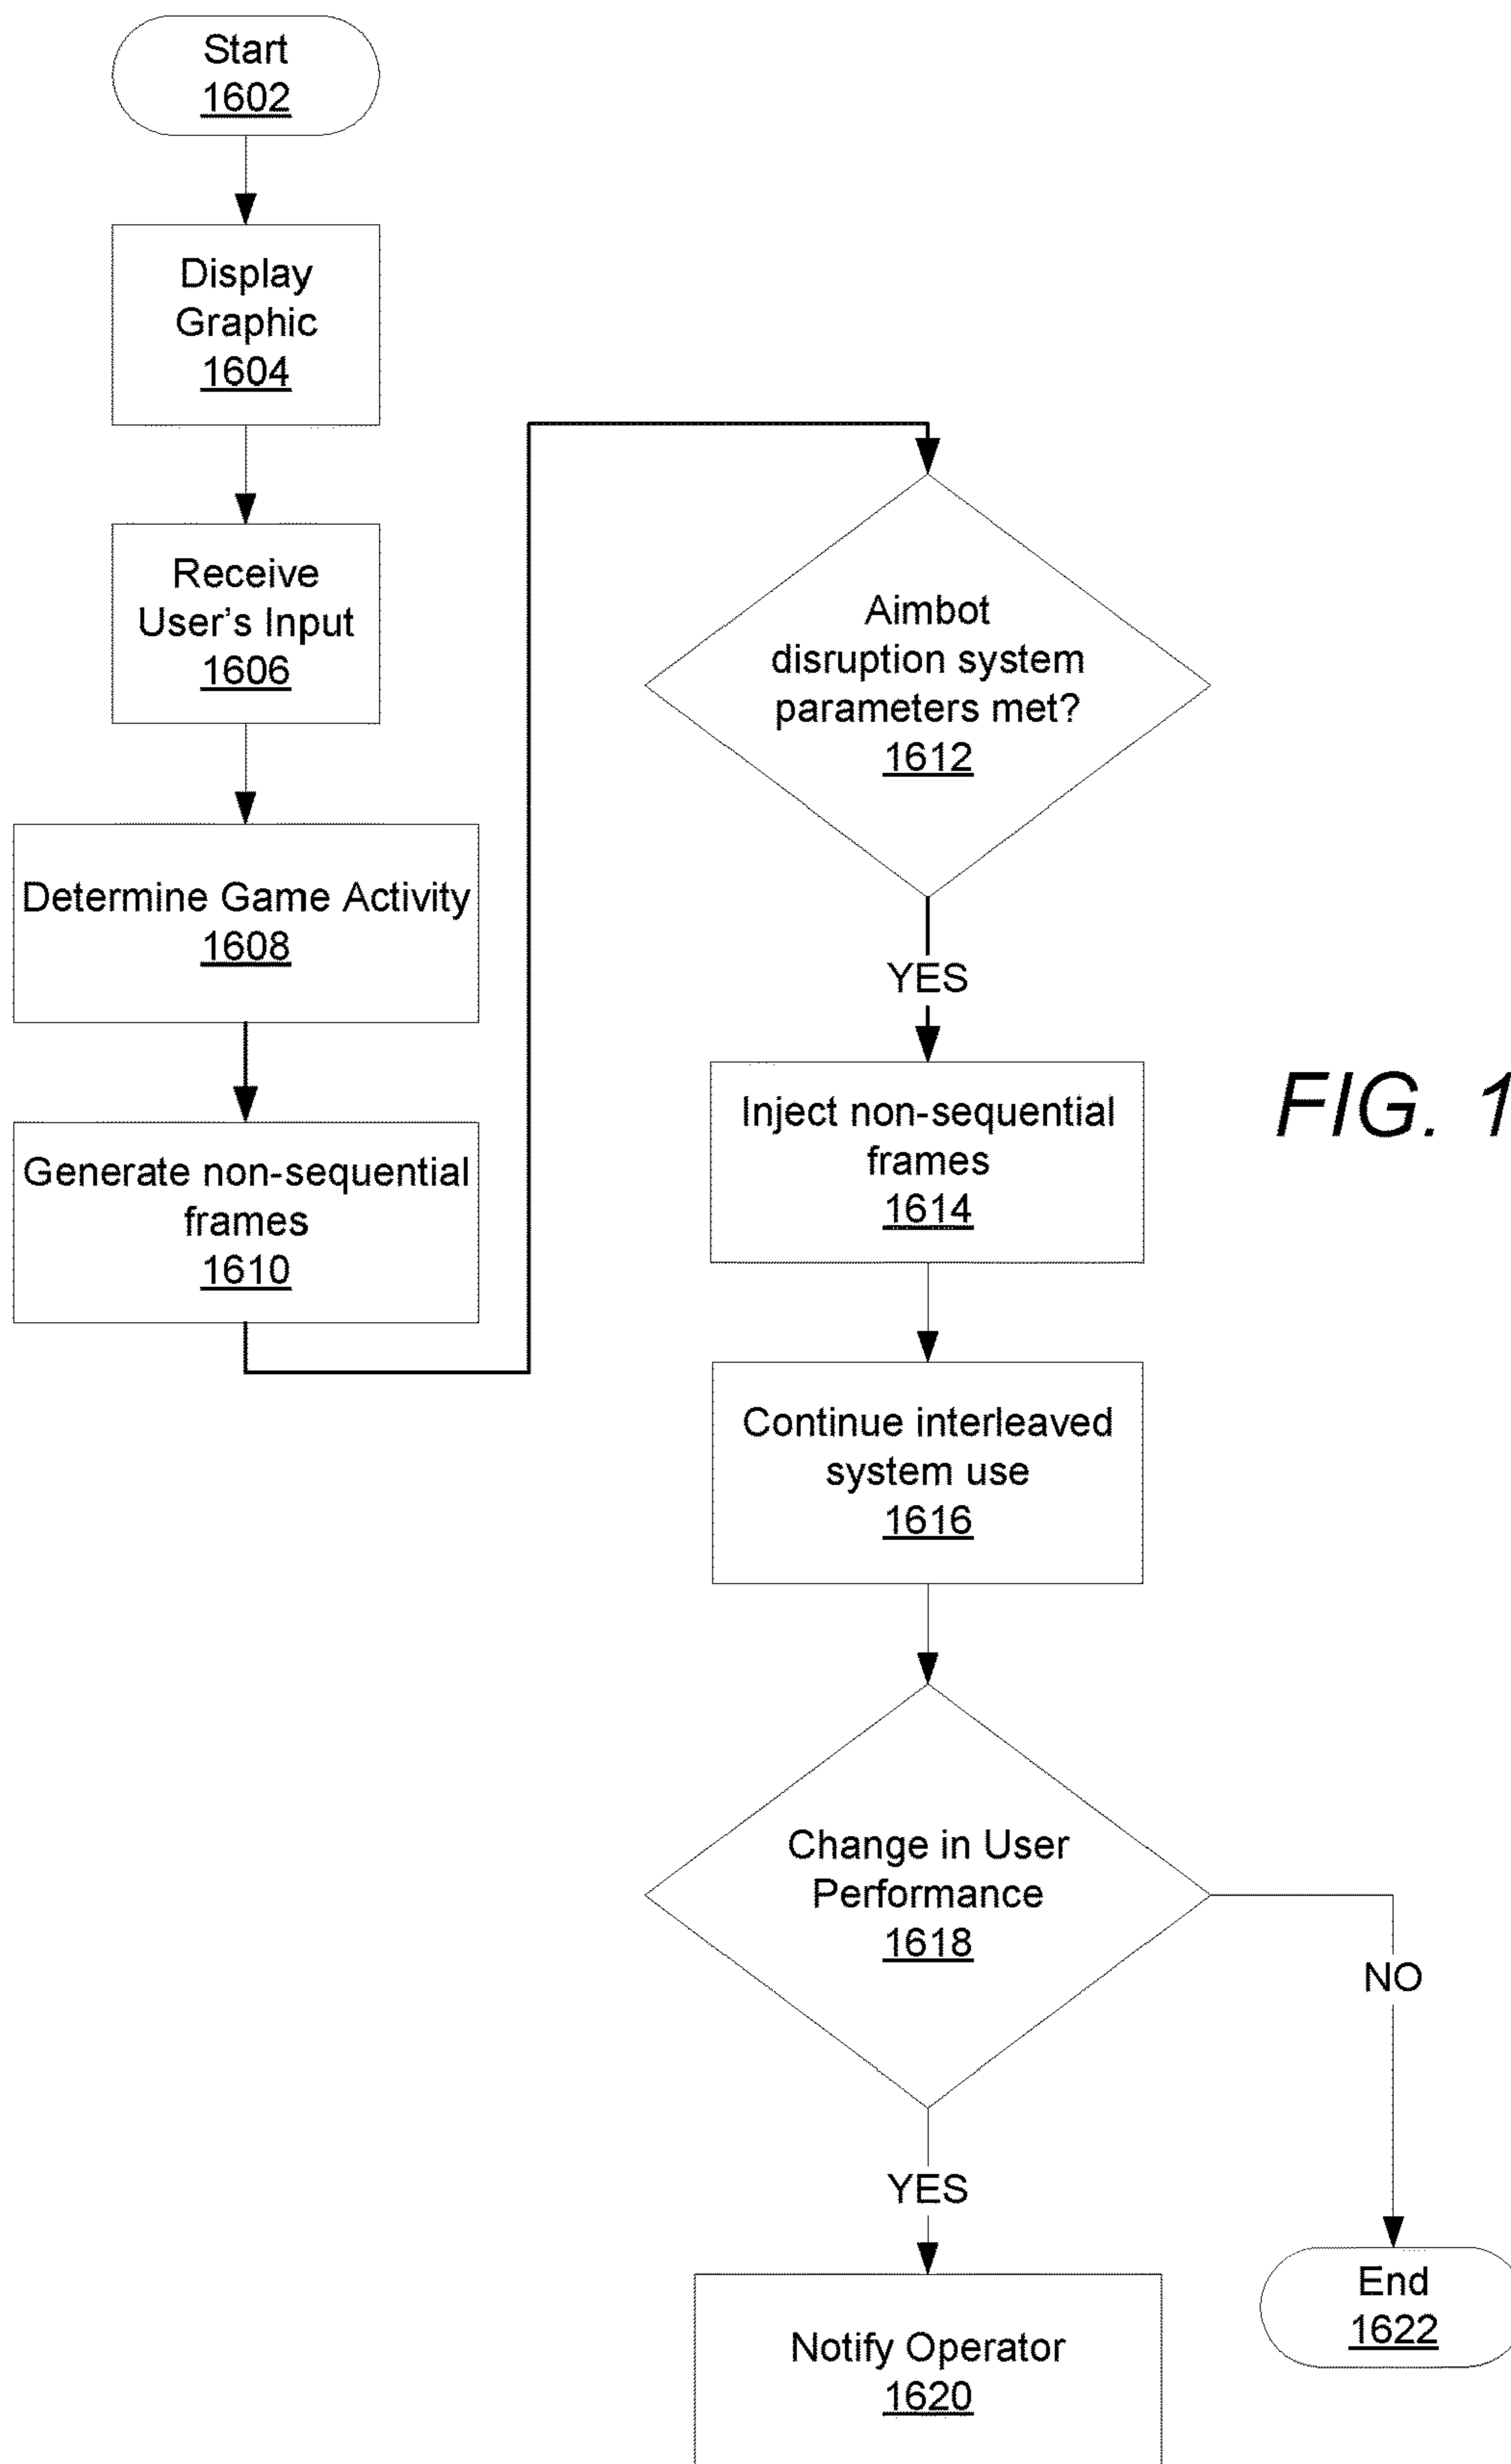 Start
1602
Display
Graphic
1604
Receive
User's Input
1606
Determine Game Activity
1608
Generate non-sequential
frames
1610
Aimbot
disruption system
parameters met?
1612
YES
Inject non-sequential
frames
1614
Continue interleaved
system use
1616
Change in User
Performance
1618
YES
NO
Notify Operator
1620
End
1622
FIG. 1